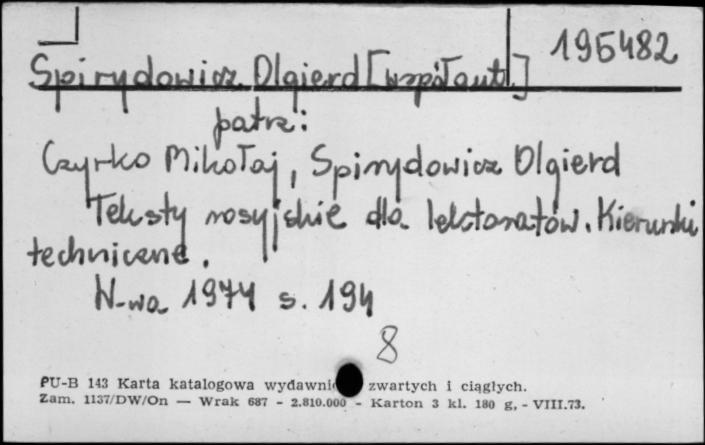 195482
Spirydowicz Olgierd [współaut.]
patrz:
Czyrko Mikołaj, Spirydowicz Olgierd
Teksty rosyjskie dla lektoratów. Kierunki
techniczne.
W-wa 1974 s. 194
8
PU-B 143 Karta katalogowa wydawni zwartych i ciągłych.
Zam. 1137/DW/On — Wrak 687 - 2.810.000 - Karton 3 kl. 180 g, - VIII.73.